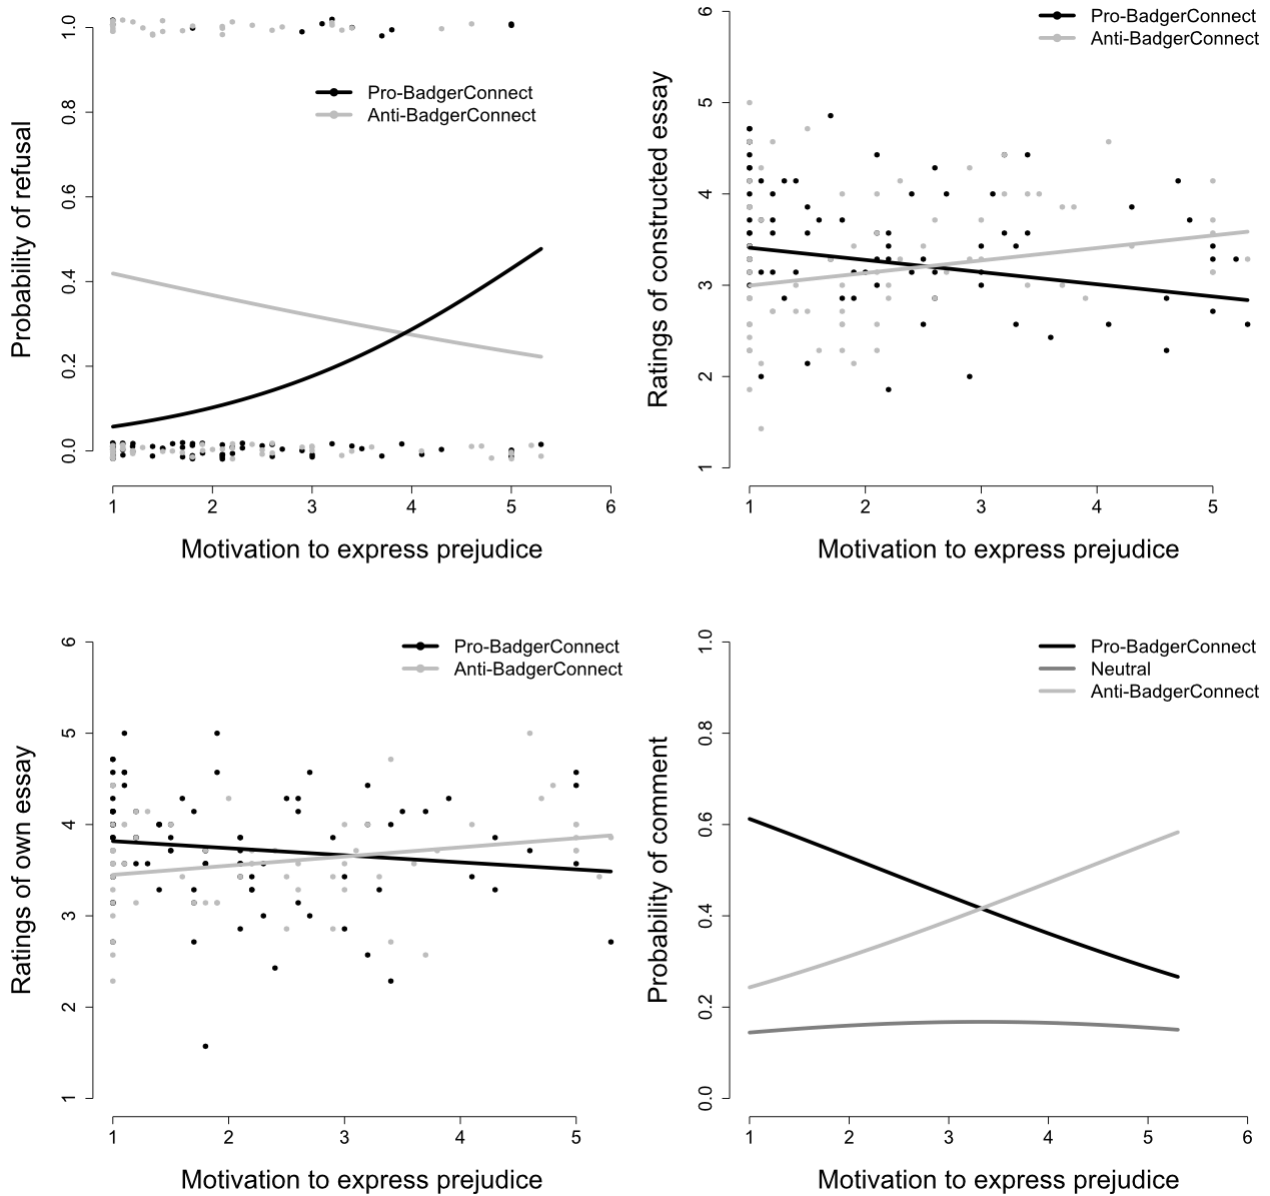 Probability of refusal
1.0
0.8
0.6
0.4
0.2
0.0
Pro-BadgerConnect
Anti-BadgerConnect
1 2 3 4 5 6
Motivation to express prejudice
Ratings of constructed essay
6
5
4
3
2
1
Pro-BadgerConnect
Anti-BadgerConnect
1 2 3 4 5
Motivation to express prejudice
Ratings of own essay
6
5
4
3
2
1
Pro-BadgerConnect
Anti-BadgerConnect
1 2 3 4 5
Motivation to express prejudice
Probability of comment
1.0
0.8
0.6
0.4
0.2
0.0
Pro-BadgerConnect
Neutral
Anti-BadgerConnect
1 2 3 4 5 6
Motivation to express prejudice